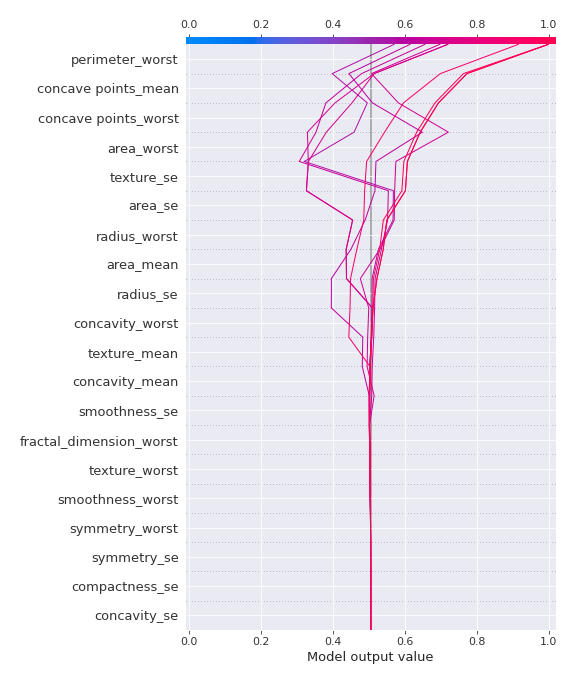 0.0 0.2 0.4 0.6 0.8 1.0
perimeter_worst
concave points_mean
concave points_worst
area_worst
texture_se
area_se
radius_worst
area_mean
radius_se
concavity_worst
texture_mean
concavity_mean
smoothness_se
fractal_dimension_worst
texture_worst
smoothness_worst
symmetry_worst
symmetry_se
compactness_se
concavity_se
0.0 0.2 0.4 0.6 0.8 1.0
Model output value